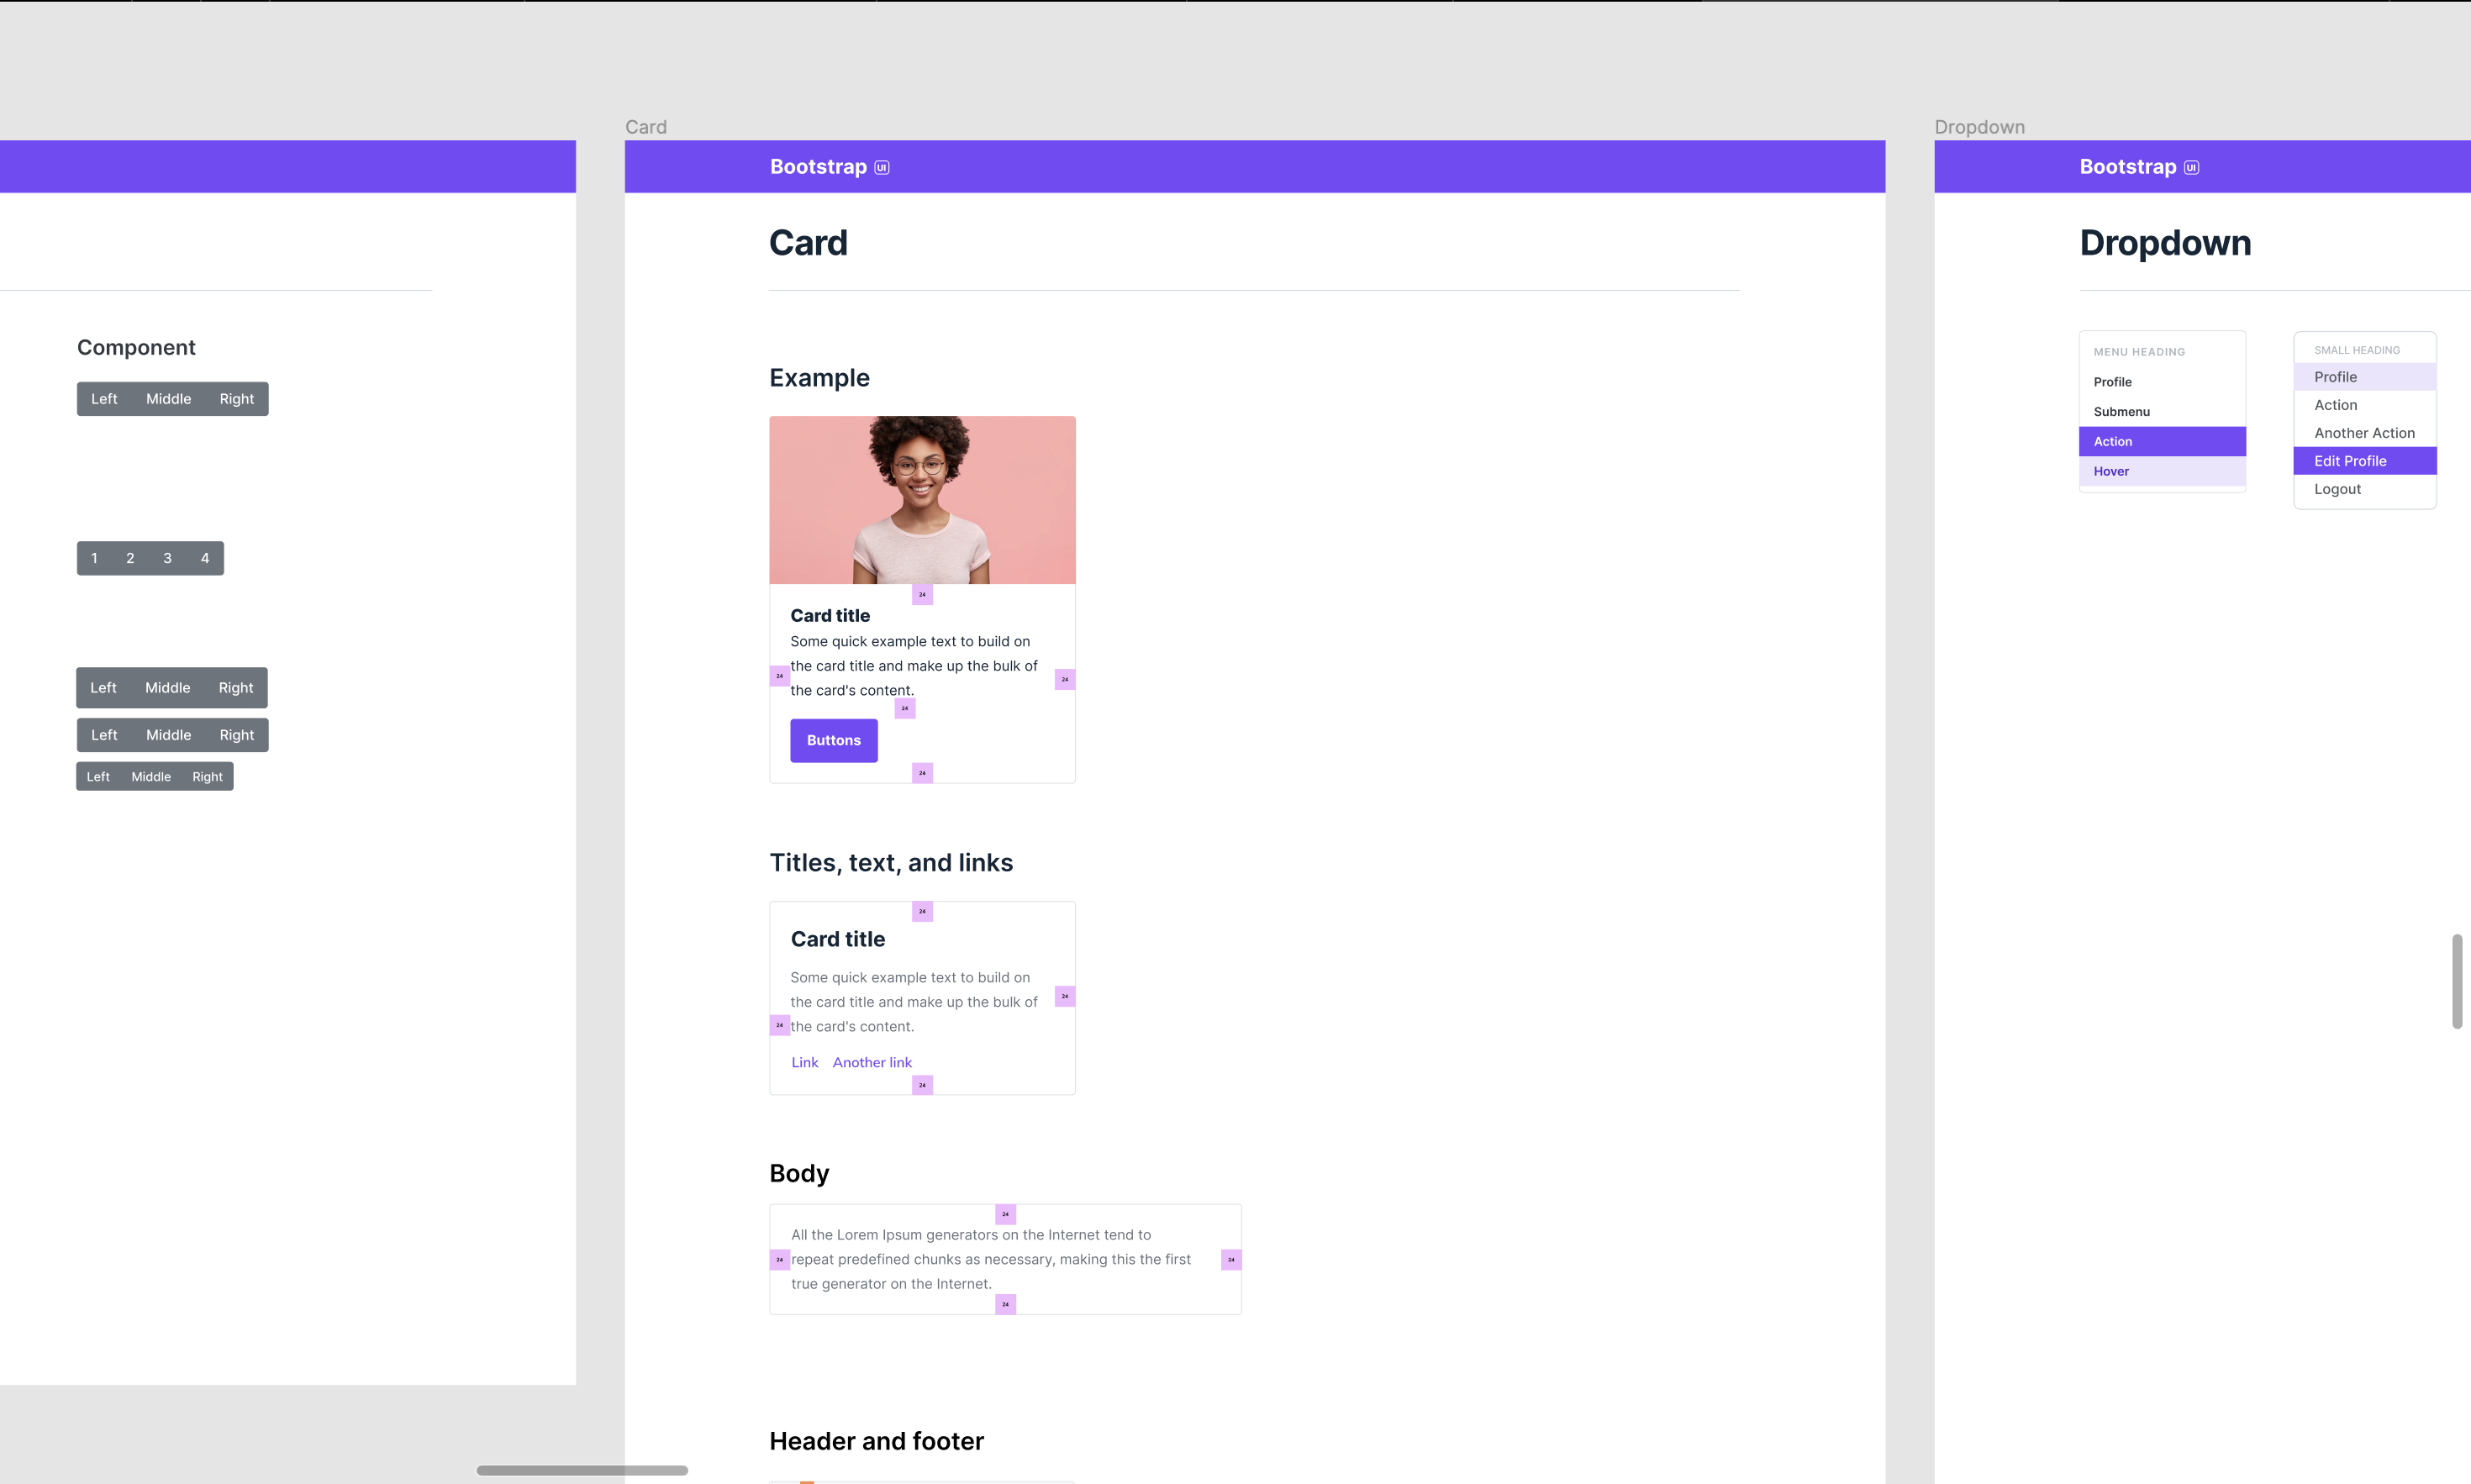 Component
Left Middle Right
1 2 3 4
Left Middle Right
Left Middle Right
Left Middle Right
Card
Bootstrap UI
Card
Example
24
Card title
Some quick example text to build on
the card title and make up the bulk of
24
24
the card's content.
24
Buttons
24
Titles, text, and links
24
Card title
Some quick example text to build on
24
the card title and make up the bulk of
24
the card's content.
Link Another link
24
Body
24
All the Lorem Ipsum generators on the Internet tend to
24
repeat predefined chunks as necessary, making this the first
24
true generator on the Internet.
24
Header and footer
Dropdown
Bootstrap UI
Dropdown
MENU HEADING
Profile
Submenu
Action
Hover
SMALL HEADING
Profile
Action
Another Action
Edit Profile
Logout